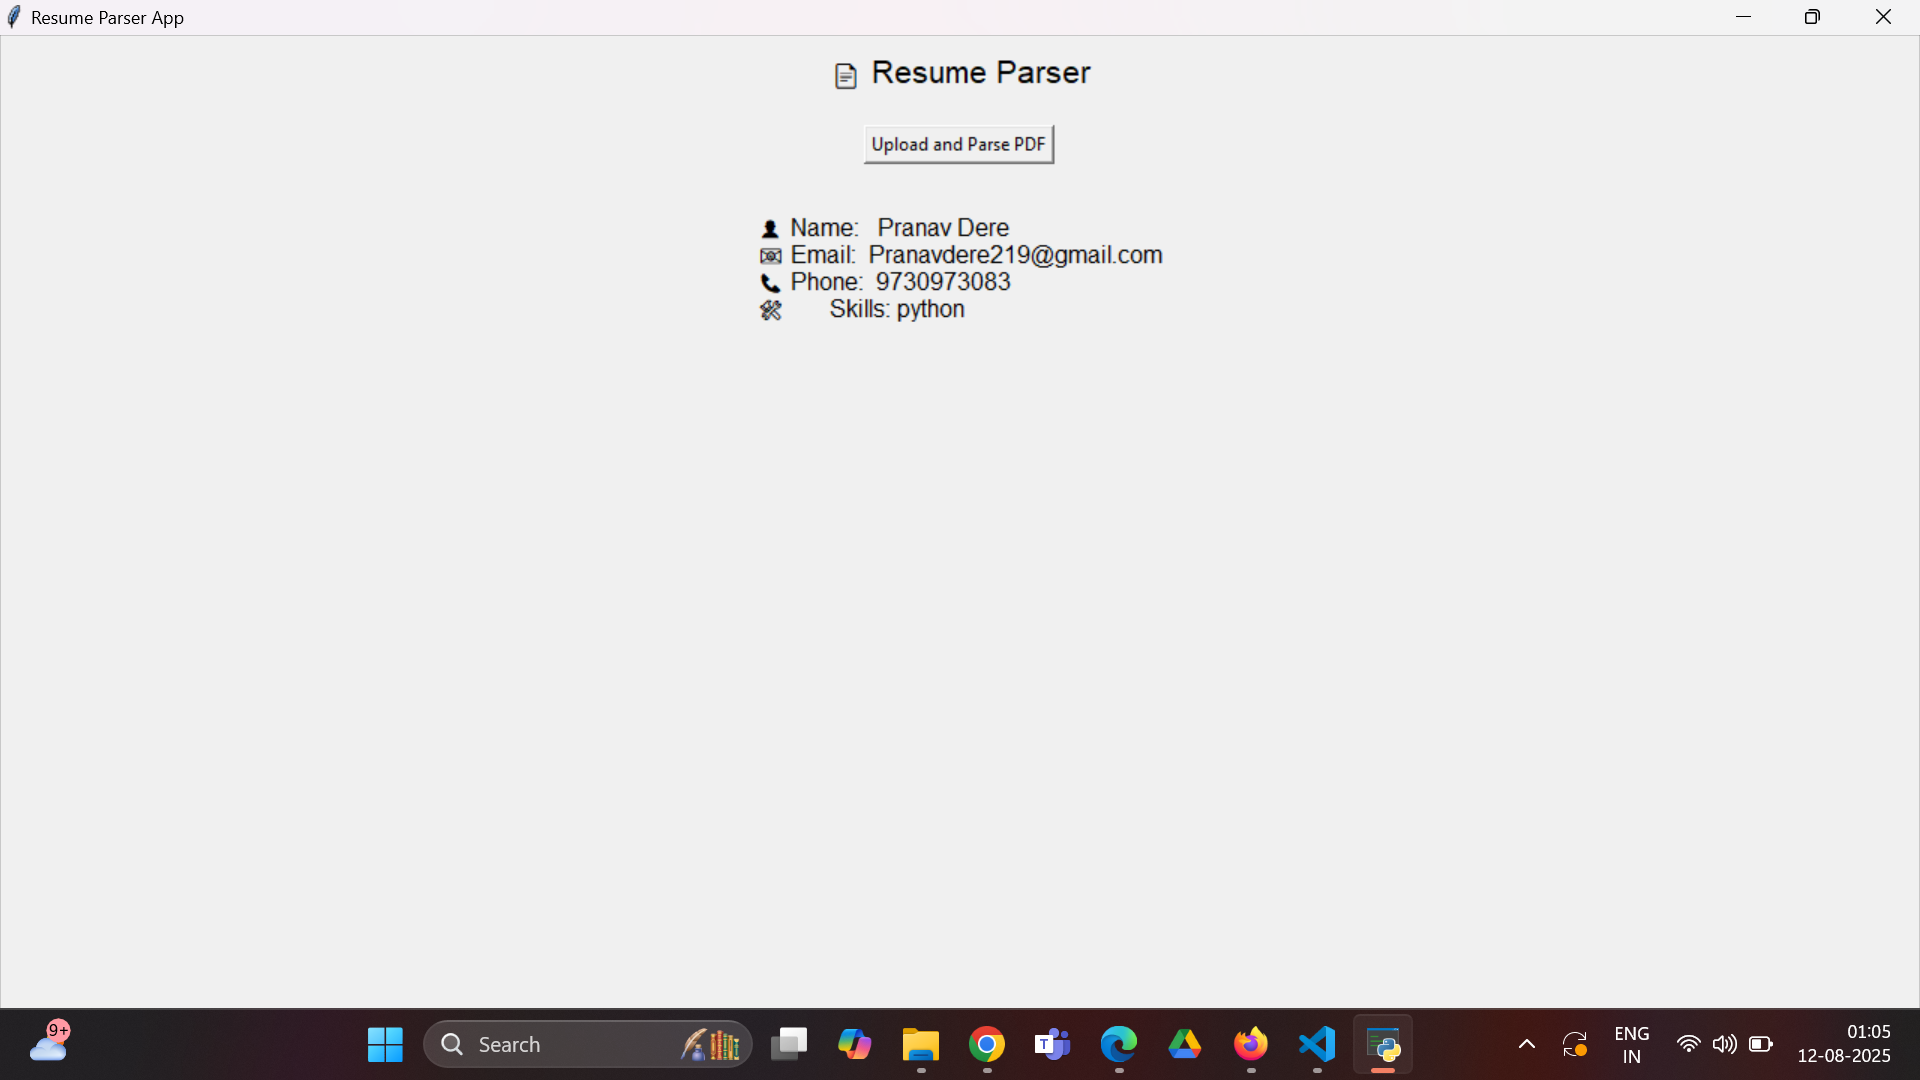 Resume Parser App
Resume Parser
Upload and Parse PDF
Name: Pranav Dere
Email: Pranavdere219@gmail.com
Phone: 9730973083
Skills: python
9+
Search
T
ENG
IN
01:05
12-08-2025